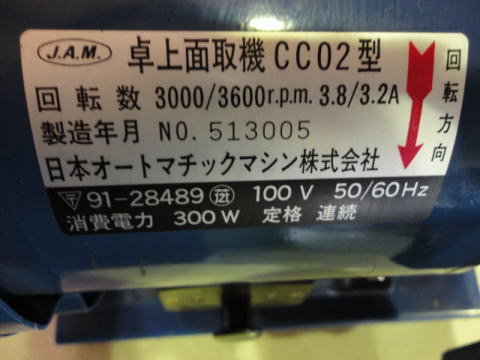 J.A.M. 卓上面取機 CC02型
回転数 3000/3600r.p.m. 3.8/3.2A
製造年月 NO. 513005
日本オートマチックマシン株式会社
〒91-28489 100V 50/60Hz
消費電力 300W 定格 連続
回転方向